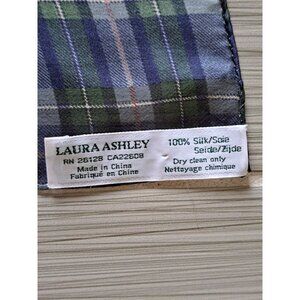 LAURA ASHLEY
RN 26128 CA22608
Made in China
Fabriqué en Chine
100% Silk/Soie
Seide/Zijde
Dry clean only
Nettoyage chimique